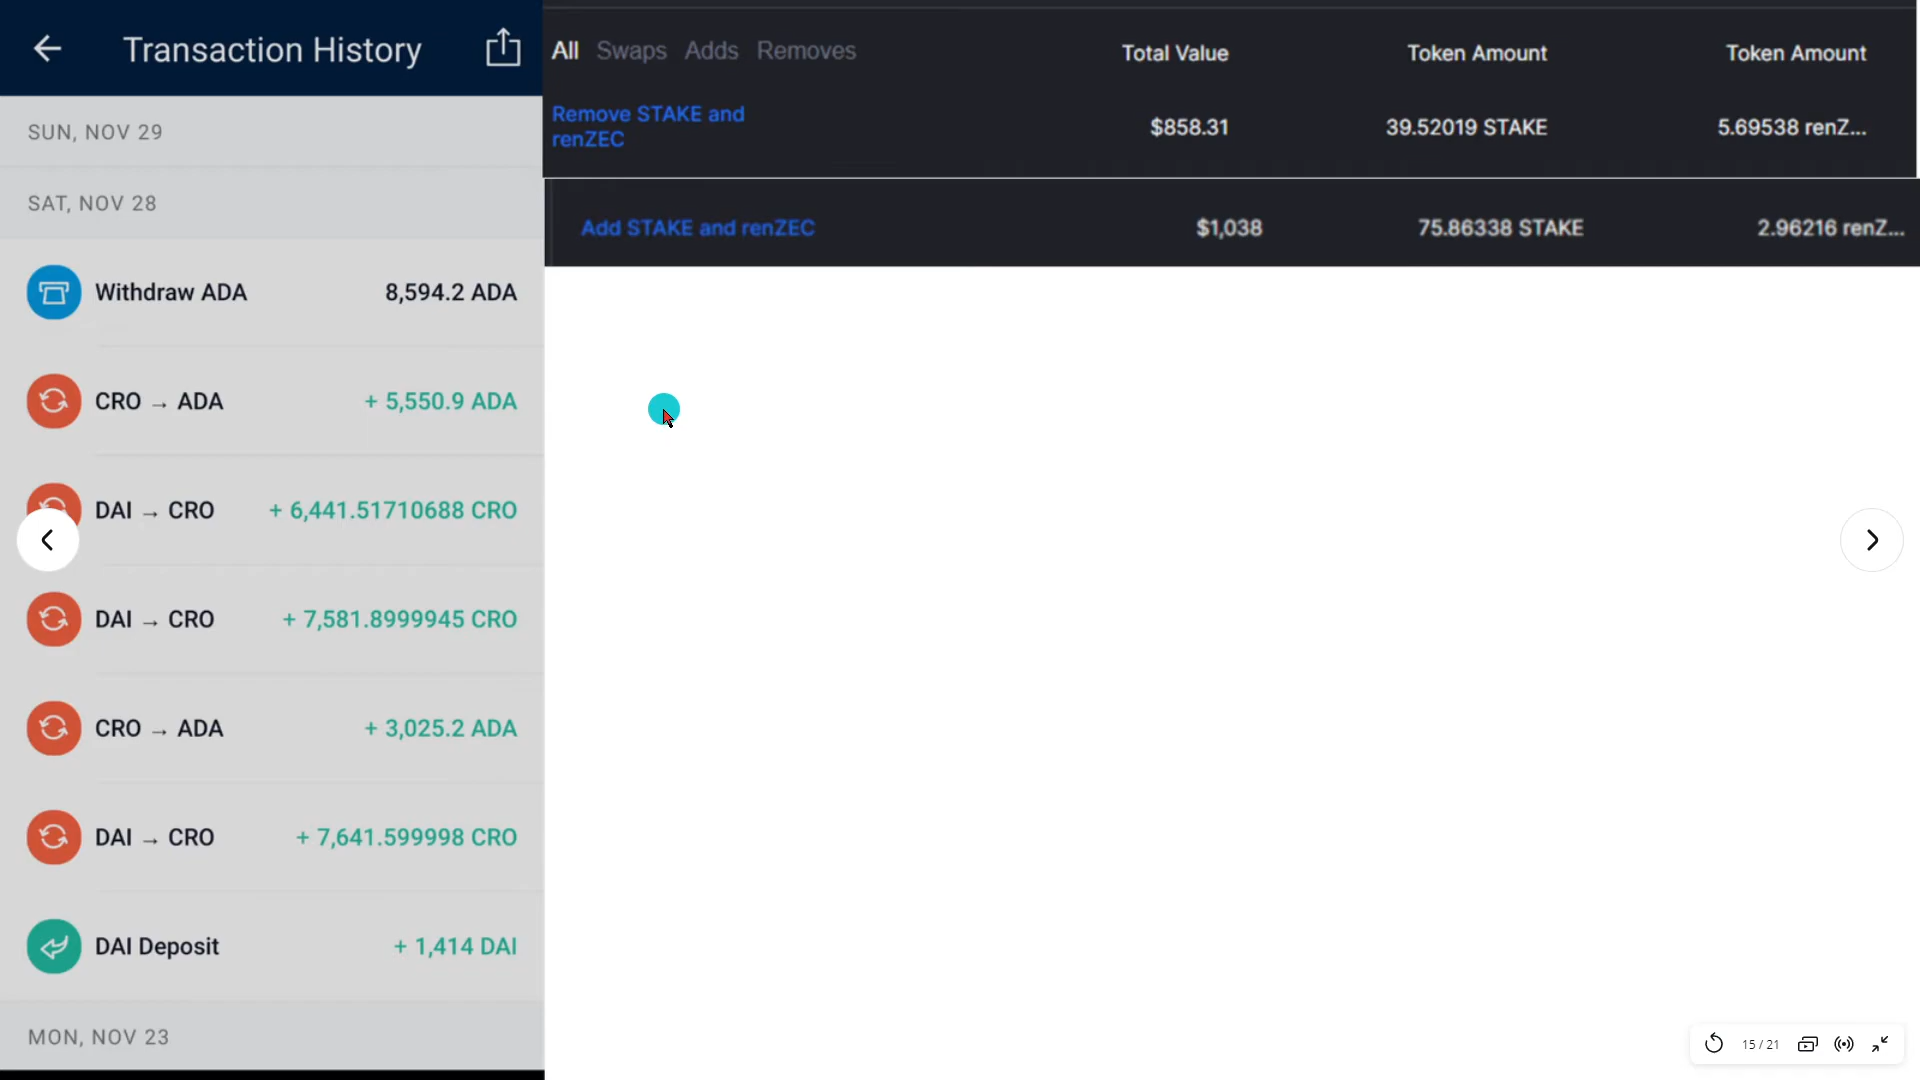 Transaction History
SUN, NOV 29
SAT, NOV 28
Withdraw ADA 8,594.2 ADA
CRO → ADA + 5,550.9 ADA
DAI → CRO + 6,441.51710688 CRO
DAI → CRO + 7,581.8999945 CRO
CRO → ADA + 3,025.2 ADA
DAI → CRO + 7,641.599998 CRO
DAI Deposit + 1,414 DAI
MON, NOV 23
All Swaps Adds Removes Total Value Token Amount Token Amount
Remove STAKE and
renZEC $858.31 39.52019 STAKE 5.69538 renZ...
Add STAKE and renZEC $1,038 75.86338 STAKE 2.96216 renZ...
15 / 21